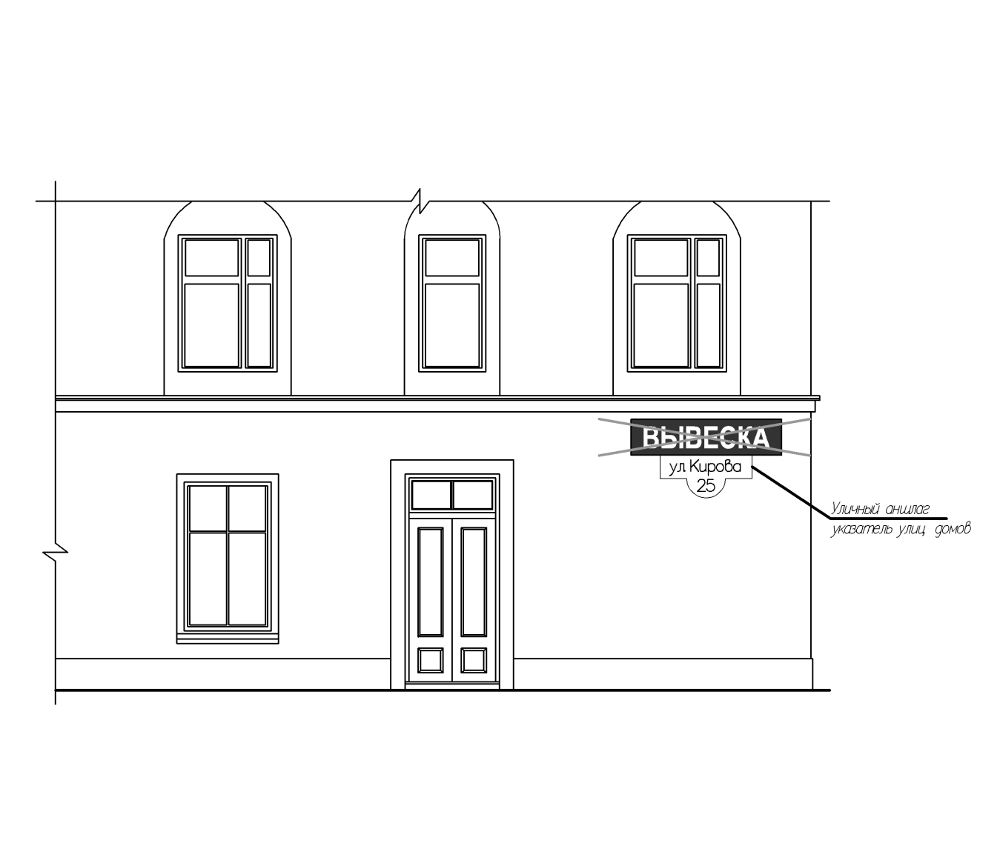 ВЫВЕСКА
ул. Кирова
25
Уличный аншлаг
указатель улиц домов